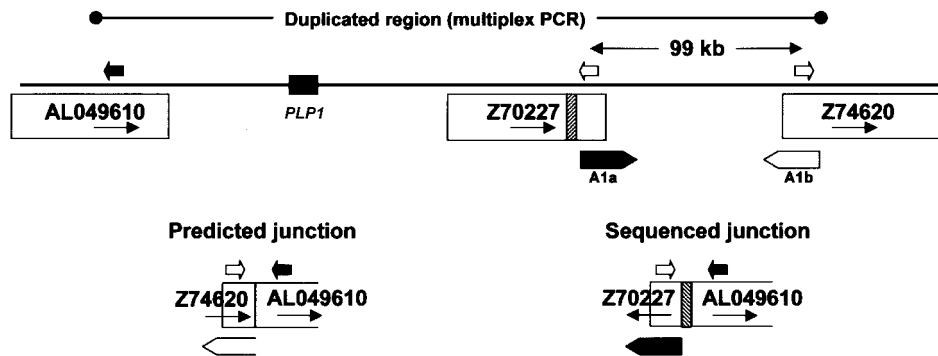 Duplicated region (multiplex PCR)
99 kb
AL049610
PLP1
Z70227
Z74620
A1a
A1b
Predicted junction
Sequenced junction
Z74620 AL049610
Z70227 AL049610